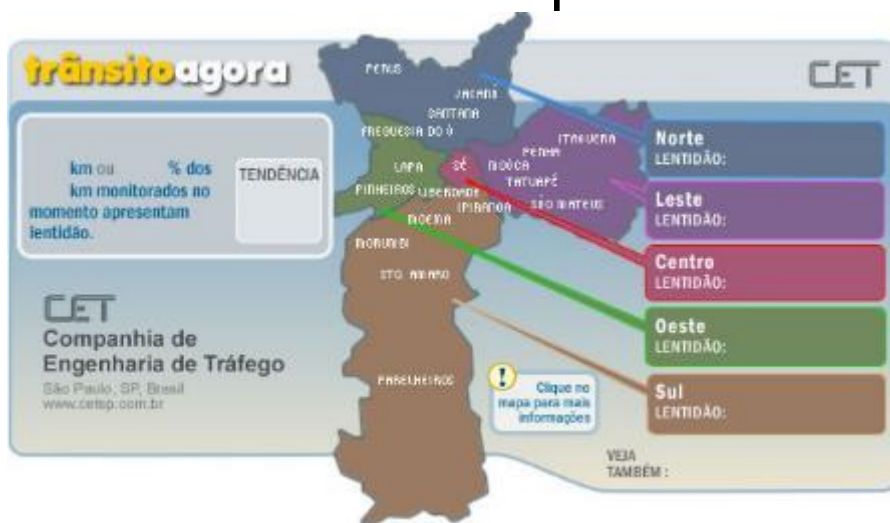 trânsitoagora
CET
km ou % dos
km monitorados no
momento apresentam
lentidão.
TENDÊNCIA
PERUS
JAÇANÃ
SANTANA
FREGUESIA DO Ó
ITAQUERA
PENHA
LAPA
SÉ
MOÓCA
TATUAPÉ
PINHEIROS
LIBERDADE
IPIRANGA
SÃO MATEUS
MOEMA
MORUMBI
STO AMARO
PARELHEIROS
Norte
LENTIDÃO:
Leste
LENTIDÃO:
Centro
LENTIDÃO:
Oeste
LENTIDÃO:
Sul
LENTIDÃO:
CET
Companhia de
Engenharia de Tráfego
São Paulo, SP, Brasil
www.cetsp.com.br
!
Clique no
mapa para mais
informações
VEJA
TAMBÉM :